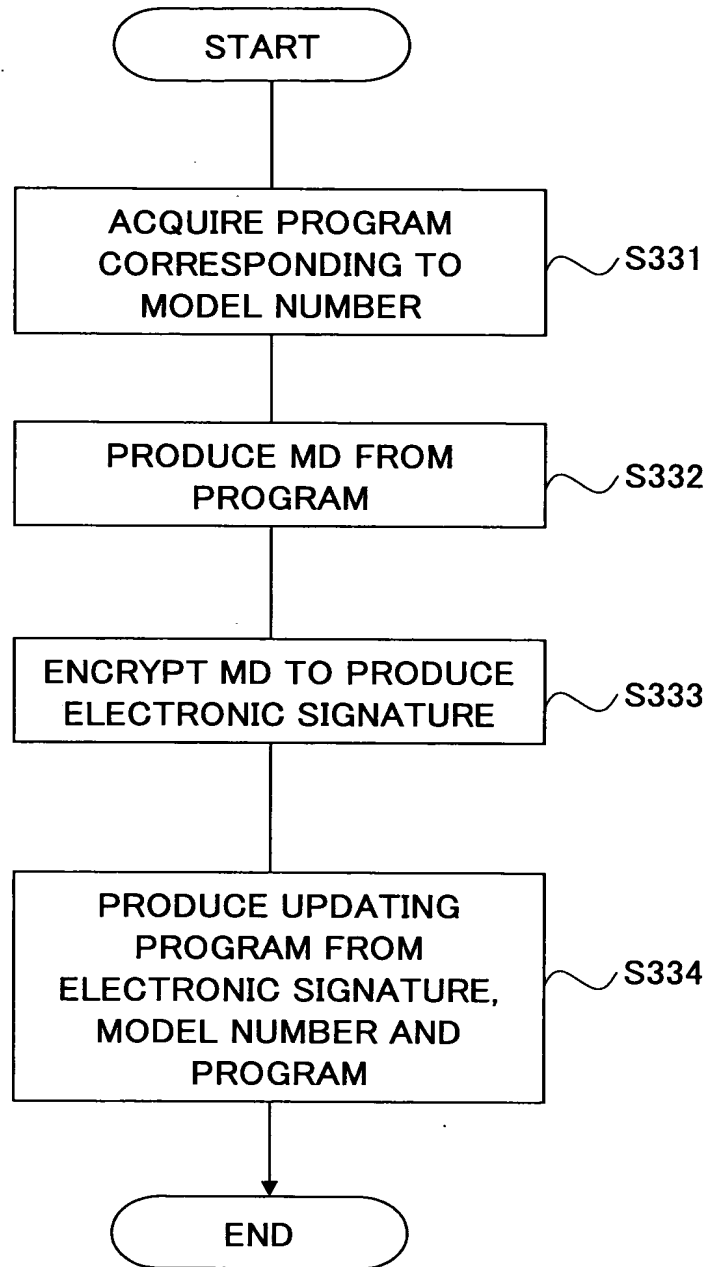 START
ACQUIRE PROGRAM
CORRESPONDING TO
MODEL NUMBER
S331
PRODUCE MD FROM
PROGRAM
S332
ENCRYPT MD TO PRODUCE
ELECTRONIC SIGNATURE
S333
PRODUCE UPDATING
PROGRAM FROM
ELECTRONIC SIGNATURE,
MODEL NUMBER AND
PROGRAM
S334
END